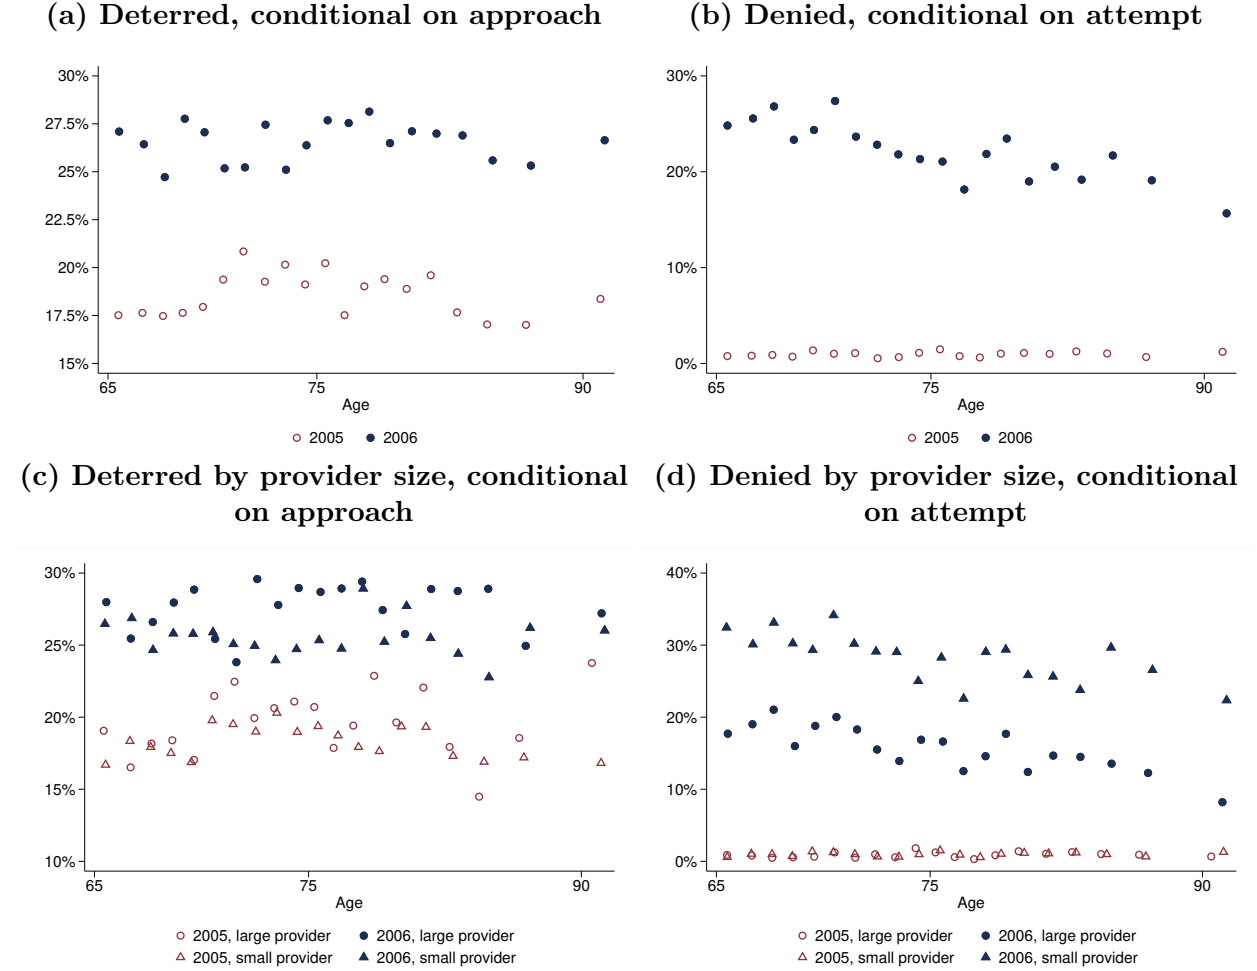 (a) Deterred, conditional on approach
30%
27.5%
25%
22.5%
20%
17.5%
15%
65 75 90
Age
2005 2006
(b) Denied, conditional on attempt
30%
20%
10%
0%
65 75 90
Age
2005 2006
(c) Deterred by provider size, conditional
on approach
30%
25%
20%
15%
10%
65 75 90
Age
2005, large provider 2006, large provider
2005, small provider 2006, small provider
(d) Denied by provider size, conditional
on attempt
40%
30%
20%
10%
0%
65 75 90
Age
2005, large provider 2006, large provider
2005, small provider 2006, small provider